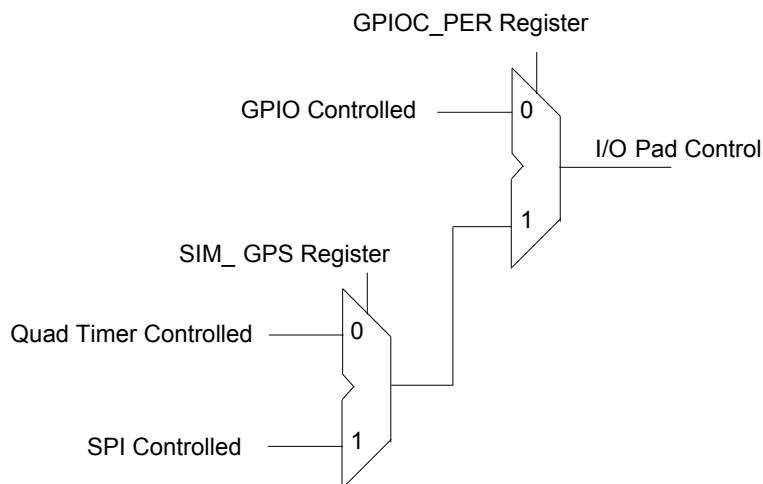 GPIOC_PER Register
GPIO Controlled
0
I/O Pad Control
1
SIM_ GPS Register
Quad Timer Controlled
0
SPI Controlled
1